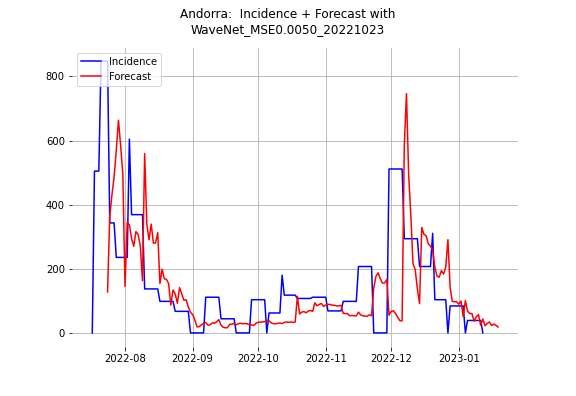 Andorra:  Incidence + Forecast with
WaveNet_MSE0.0050_20221023
Incidence
Forecast
800
600
400
200
0
2022-08
2022-09
2022-10
2022-11
2022-12
2023-01